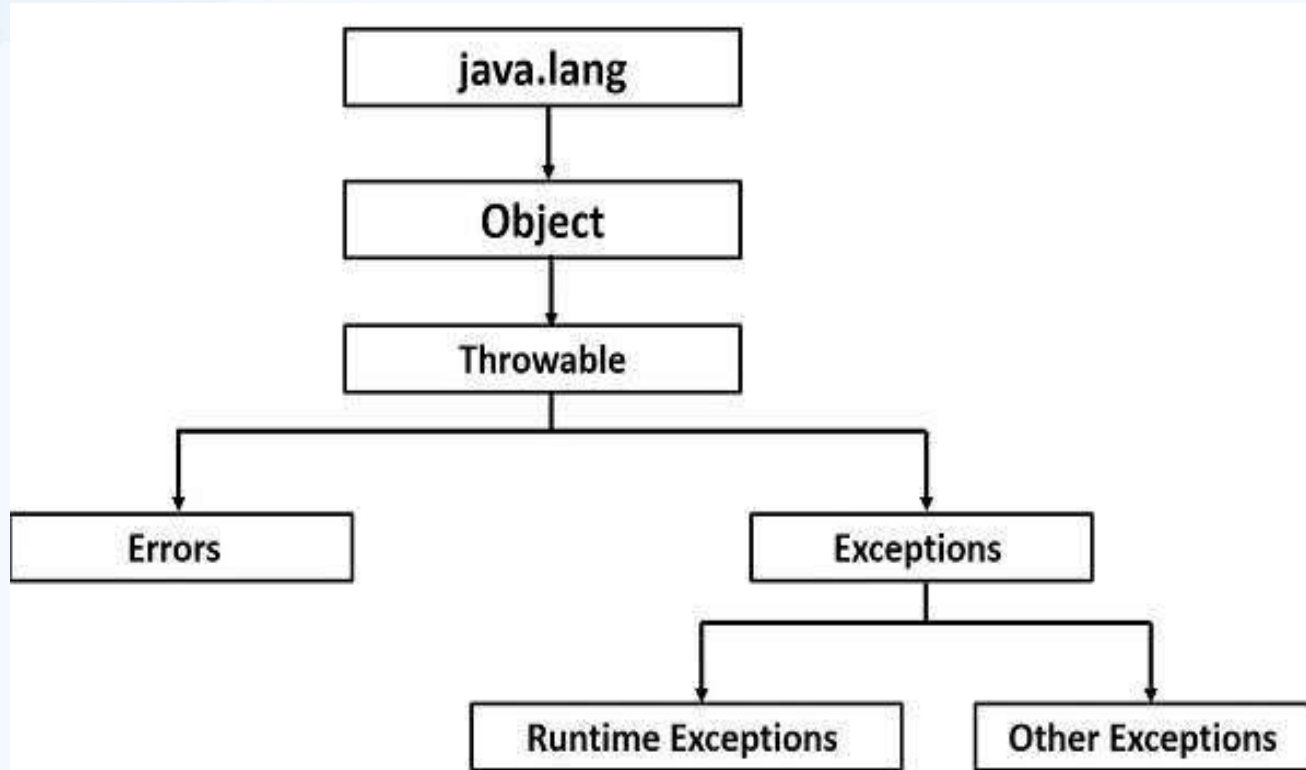 java.lang
Object
Throwable
Errors
Exceptions
Runtime Exceptions
Other Exceptions